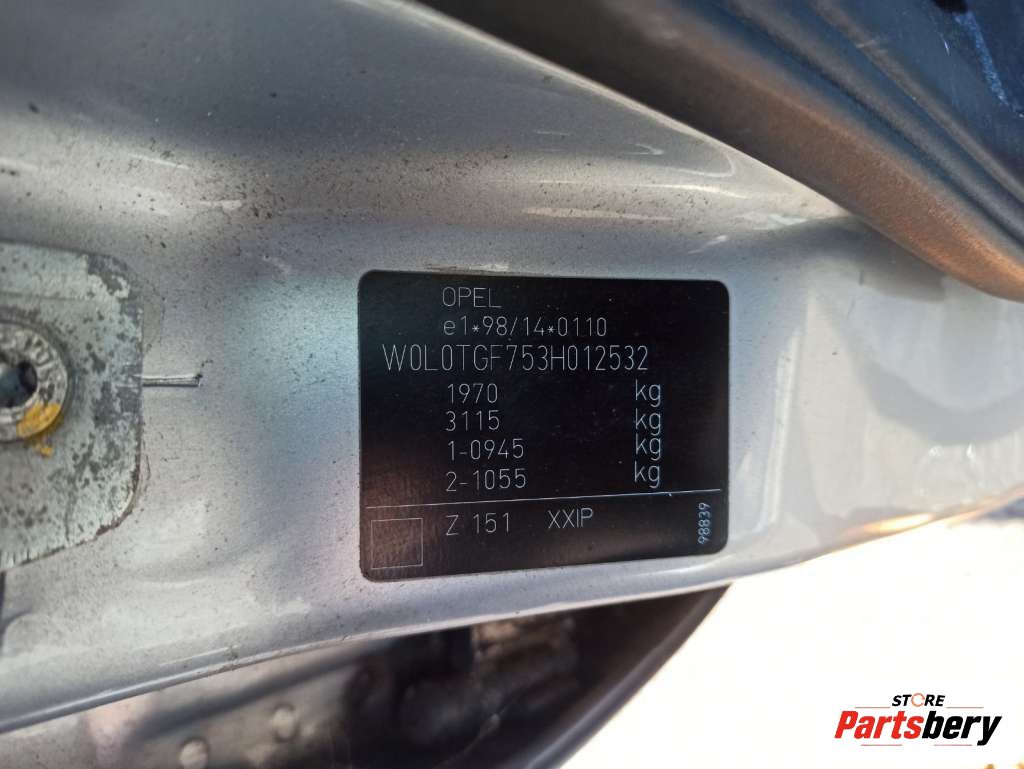 OPEL
e1*98/14*0110
W0L0TGF753H012532
1970 kg
3115 kg
1-0945 kg
2-1055 kg
Z 151 XXIP
98839
STORE
Partsbery